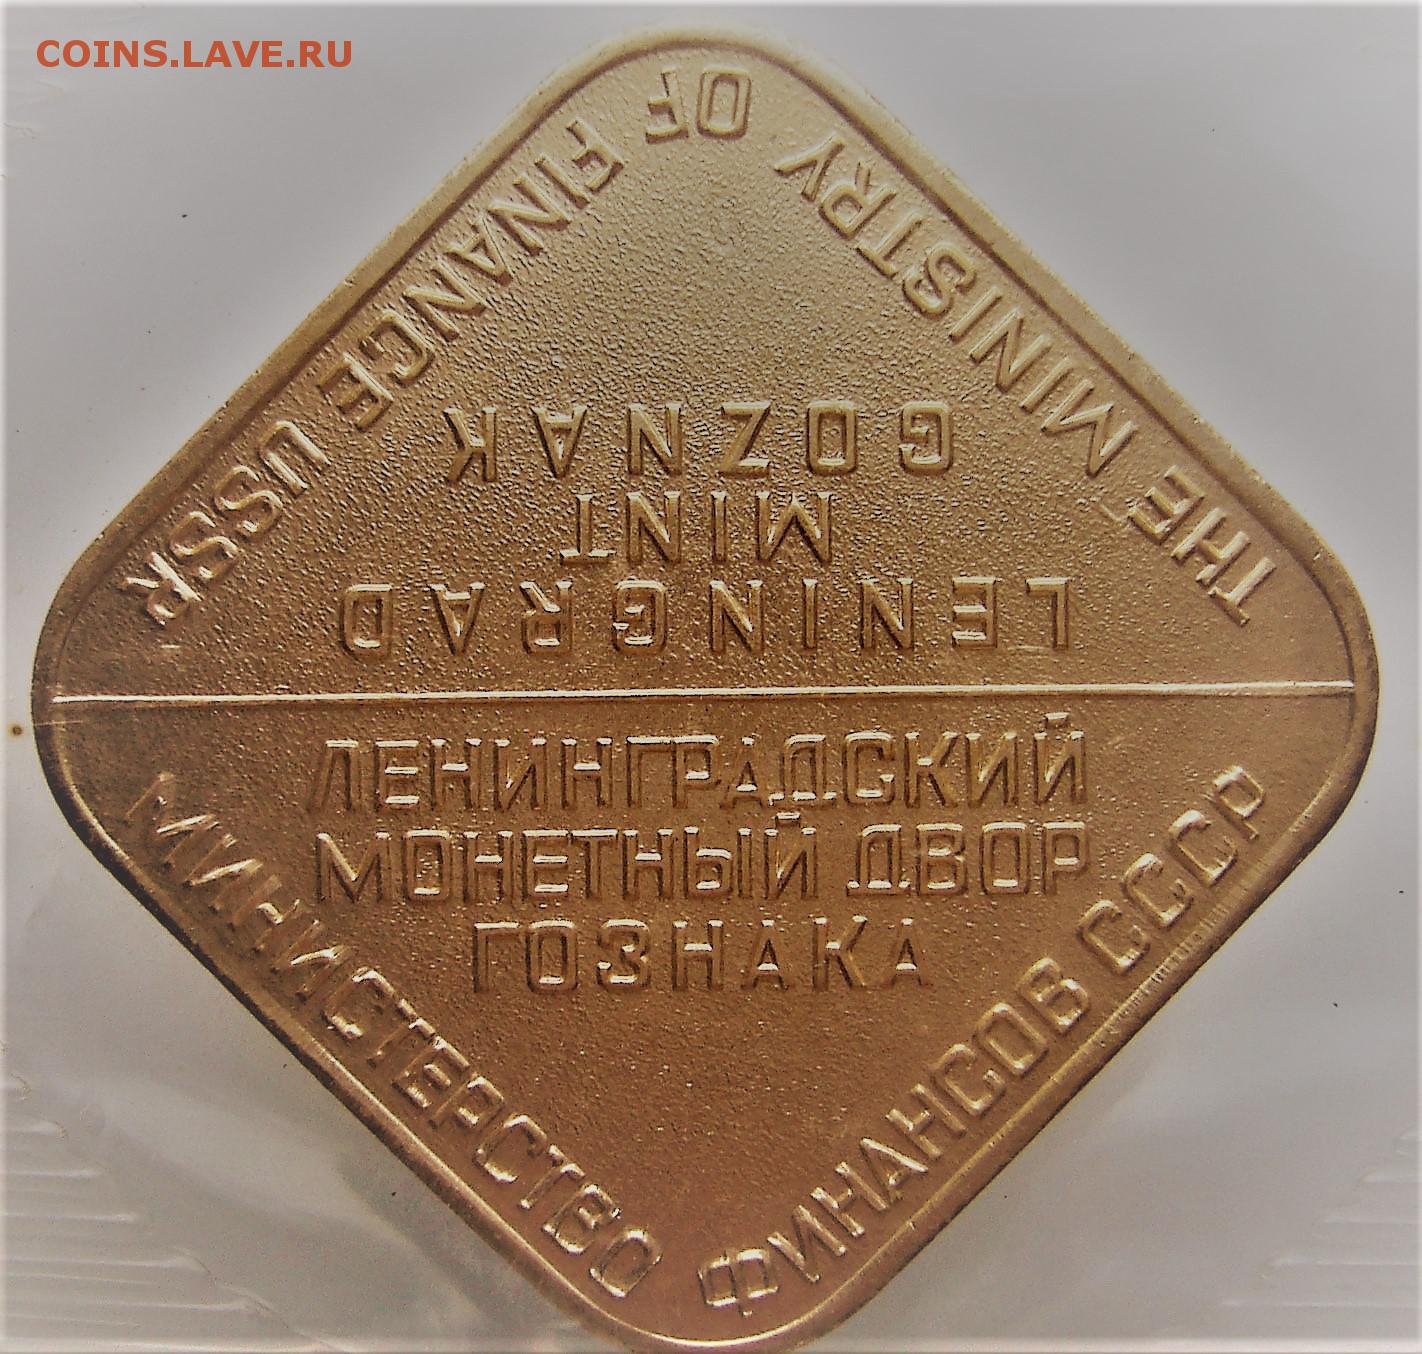 COINS.LAVE.RU
THE MINISTRY OF FINANCE USSR
LENINGRAD
MINT
GOZNAK
ЛЕНИНГРАДСКИЙ
МОНЕТНЫЙ ДВОР
ГОЗНАКА
МИНИСТЕРСТВО ФИНАНСОВ СССР